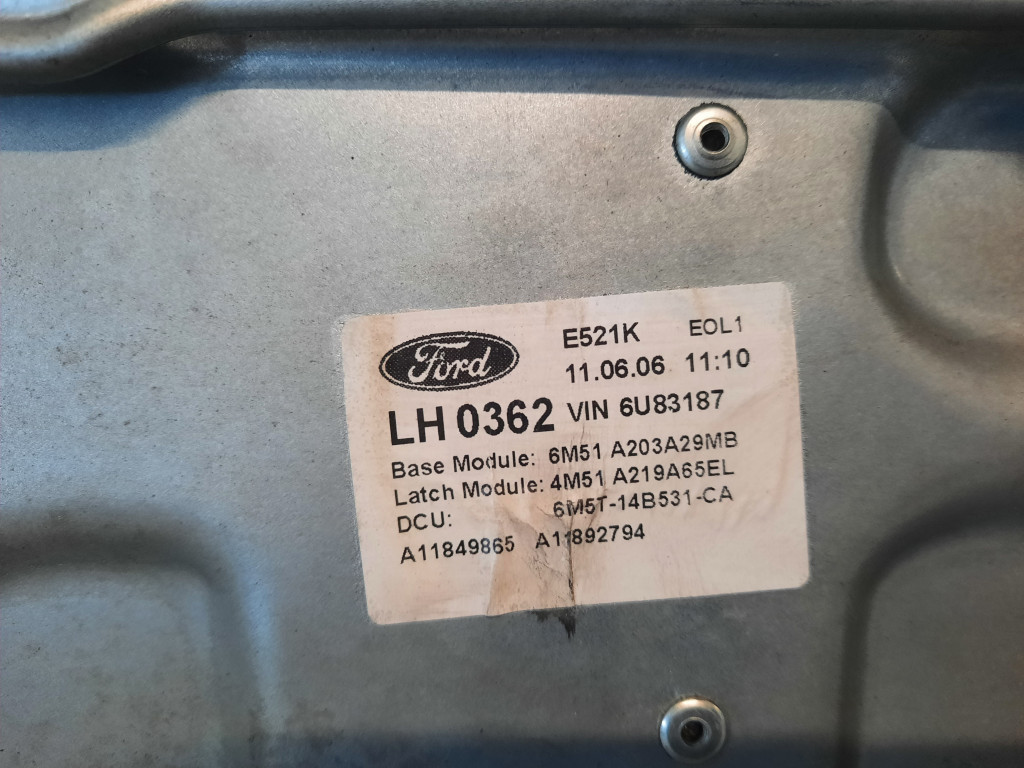 Ford
E521K EOL1
11.06.06 11:10
LH 0362 VIN 6U83187
Base Module: 6M51 A203A29MB
Latch Module: 4M51 A219A65EL
DCU: 6M5T-14B531-CA
A11849865 A11892794